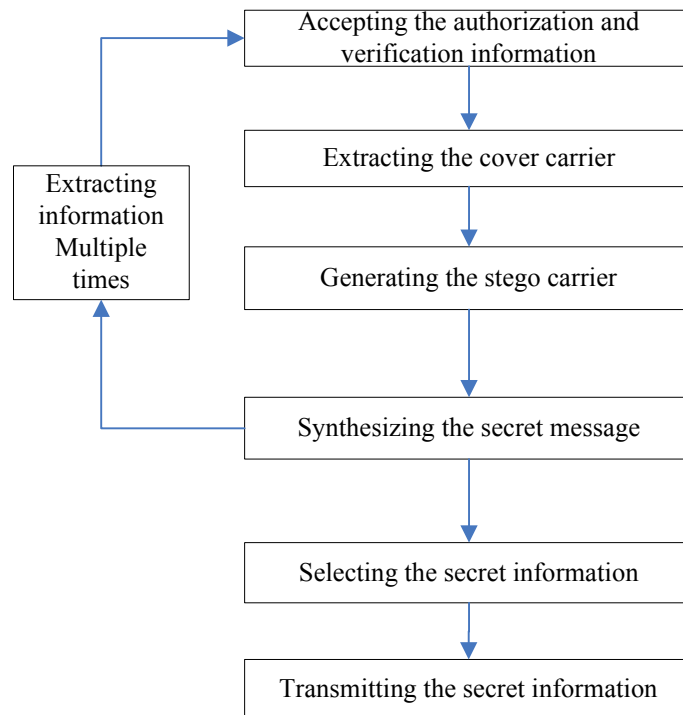 Accepting the authorization and
verification information
Extracting the cover carrier
Extracting
information
Multiple
times
Generating the stego carrier
Synthesizing the secret message
Selecting the secret information
Transmitting the secret information